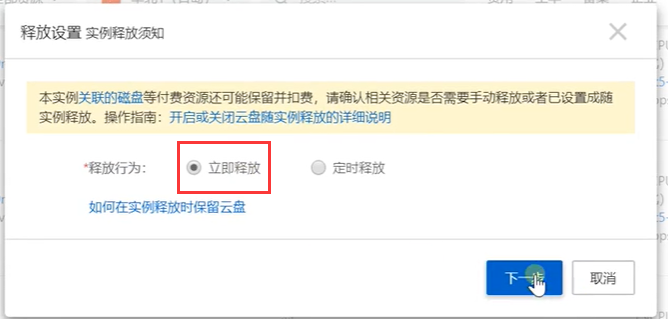 释放设置 实例释放须知
本实例关联的磁盘等付费资源还可能保留并扣费，请确认相关资源是否需要手动释放或者已设置成随
实例释放。操作指南：开启或关闭云盘随实例释放的详细说明
*释放行为： 立即释放 定时释放
如何在实例释放时保留云盘
下一步 取消